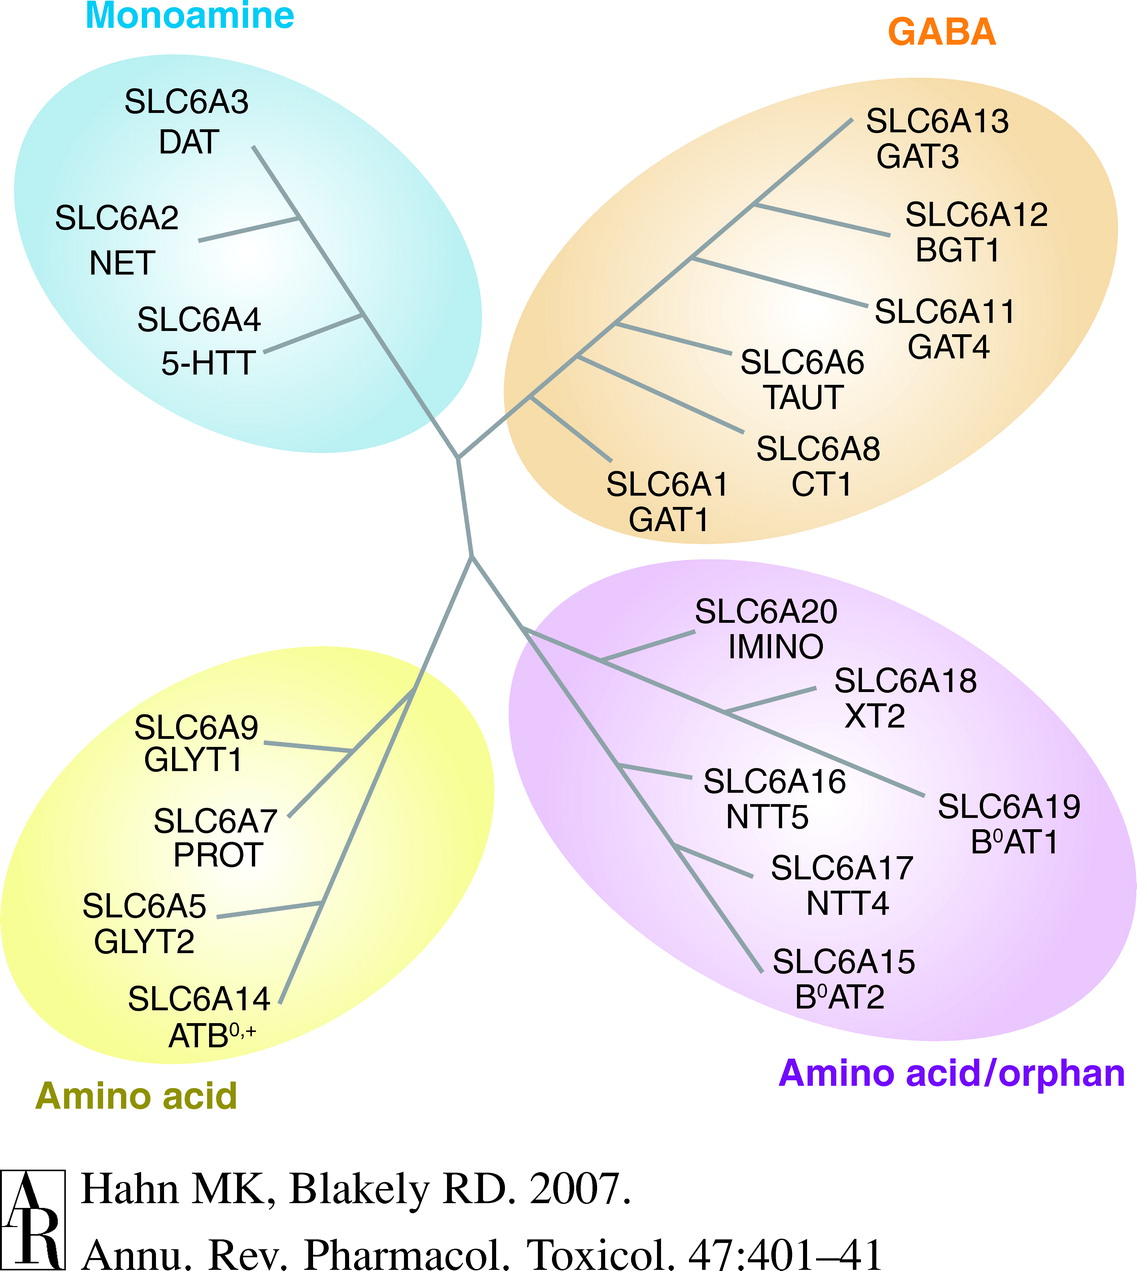 Monoamine
SLC6A3
DAT
SLC6A2
NET
SLC6A4
5-HTT
GABA
SLC6A13
GAT3
SLC6A12
BGT1
SLC6A11
GAT4
SLC6A6
TAUT
SLC6A8
CT1
SLC6A1
GAT1
SLC6A9
GLYT1
SLC6A7
PROT
SLC6A5
GLYT2
SLC6A14
ATB⁰,⁺
Amino acid
SLC6A20
IMINO
SLC6A18
XT2
SLC6A19
B⁰AT1
SLC6A16
NTT5
SLC6A17
NTT4
SLC6A15
B⁰AT2
Amino acid/orphan
AR
Hahn MK, Blakely RD. 2007.
Annu. Rev. Pharmacol. Toxicol. 47:401–41